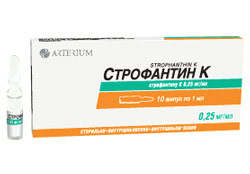 ARTERIUM
STROPHANTHIN K
СТРОФАНТИН К
строфантину К 0,25 мг/мл
10 ампул по 1 мл
0,25 мг/мл